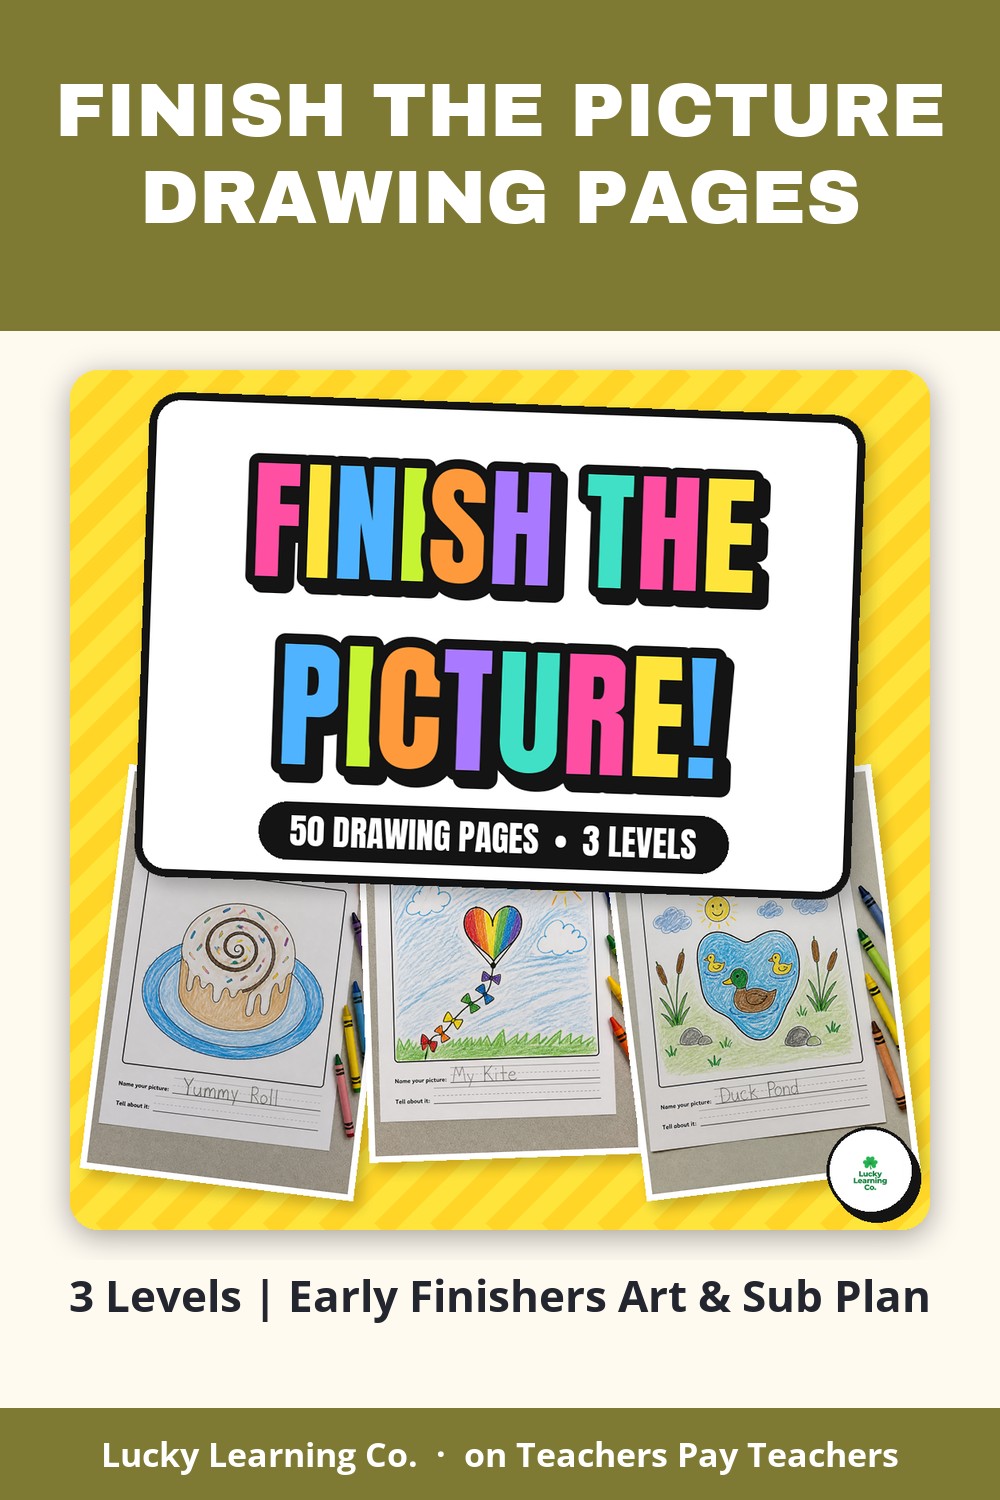 FINISH THE PICTURE
DRAWING PAGES
FINISH THE
PICTURE!
50 DRAWING PAGES • 3 LEVELS
Name your picture: Yummy Roll
Tell about it:
Name your picture: My Kite
Tell about it:
Name your picture: Duck Pond
Tell about it:
Lucky
Learning
Co.
3 Levels | Early Finishers Art & Sub Plan
Lucky Learning Co. · on Teachers Pay Teachers